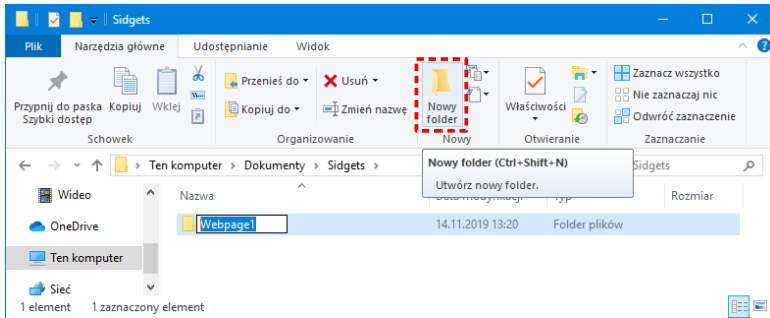 Sidgets
Plik Narzędzia główne Udostępnianie Widok
Przypnij do paska Szybki dostęp
Kopiuj
Wklej
Schowek
Przenieś do
Kopiuj do
Usuń
Zmień nazwę
Organizowanie
Nowy folder
Nowy
Właściwości
Otwieranie
Zaznacz wszystko
Nie zaznaczaj nic
Odwróć zaznaczenie
Zaznaczanie
Ten komputer > Dokumenty > Sidgets >
Sidgets
Nowy folder (Ctrl+Shift+N)
Utwórz nowy folder.
Nazwa Data modyfikacji Typ Rozmiar
Webpage1 14.11.2019 13:20 Folder plików
Wideo
OneDrive
Ten komputer
Sieć
1 element 1 zaznaczony element